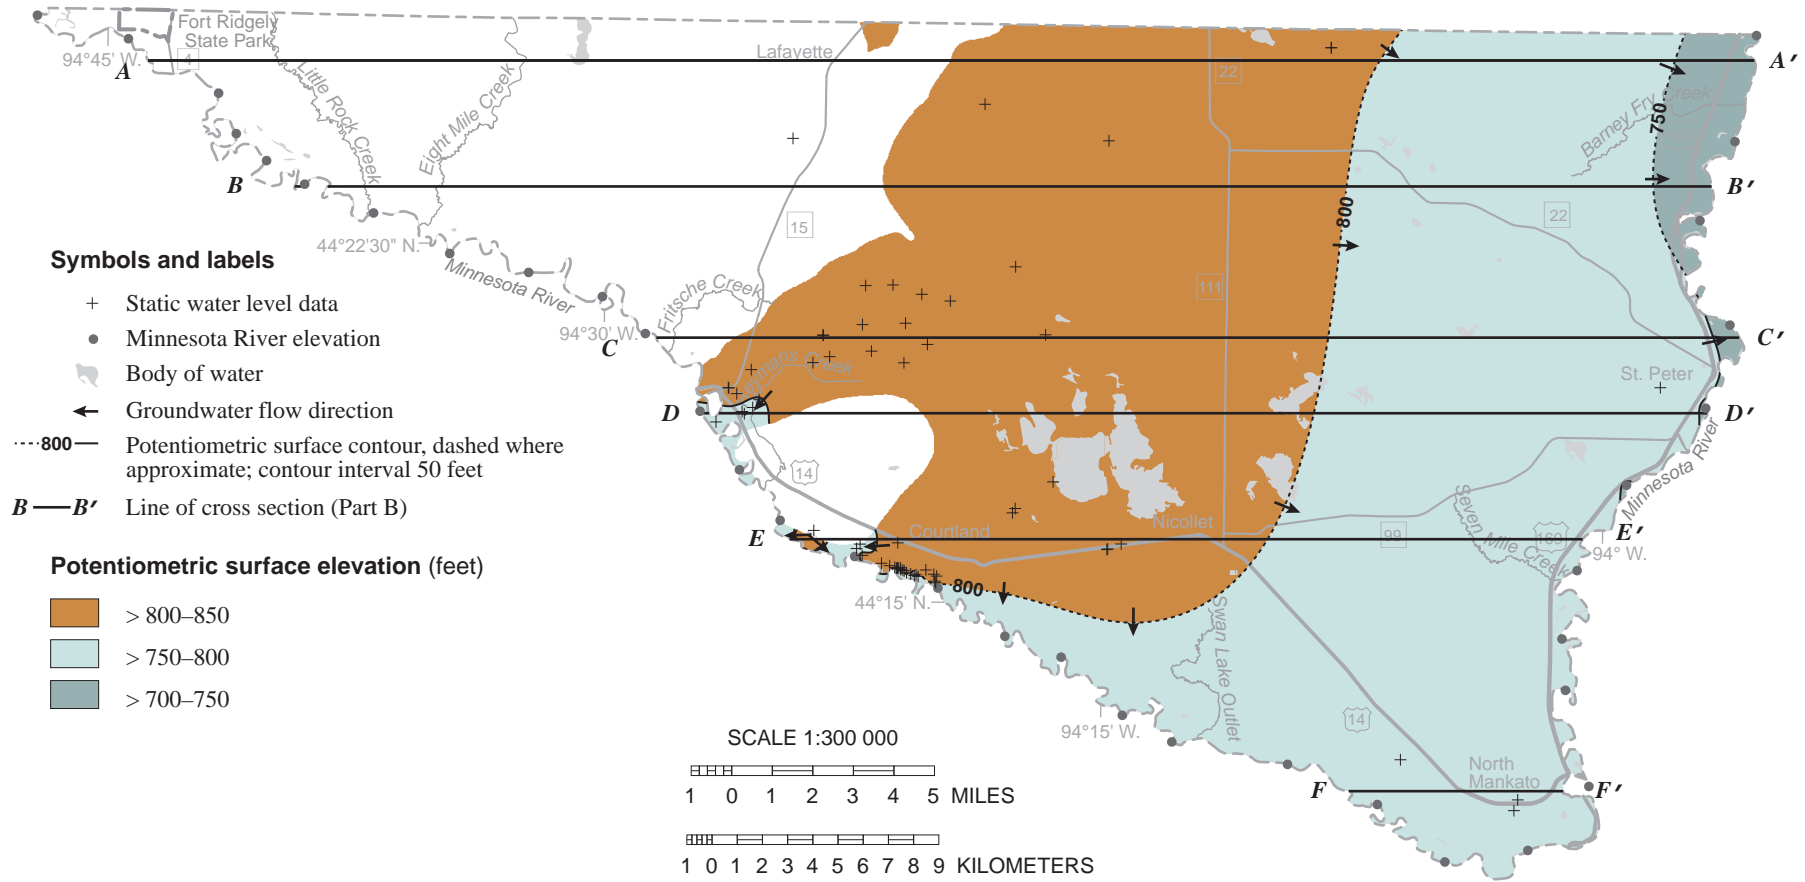 Fort Ridgely
State Park
94°45' W.
4
A
A'
Lafayette
22
Little Rock Creek
Eight Mile Creek
Barney Fry Creek
750
B
B'
800
22
15
44°22'30" N.
Minnesota River
Symbols and labels
+ Static water level data
Minnesota River elevation
Body of water
Groundwater flow direction
800 Potentiometric surface contour, dashed where
approximate; contour interval 50 feet
B B' Line of cross section (Part B)
Potentiometric surface elevation (feet)
> 800–850
> 750–800
> 700–750
111
Fritsche Creek
94°30' W.
C
C'
Heymans Creek
St. Peter
D
D'
14
Minnesota River
Seven Mile Creek
Courtland
Nicollet
E
E'
99
169
94° W.
800
44°15' N.
Swan Lake Outlet
94°15' W.
14
North
Mankato
F
F'
SCALE 1:300 000
1 0 1 2 3 4 5 MILES
1 0 1 2 3 4 5 6 7 8 9 KILOMETERS